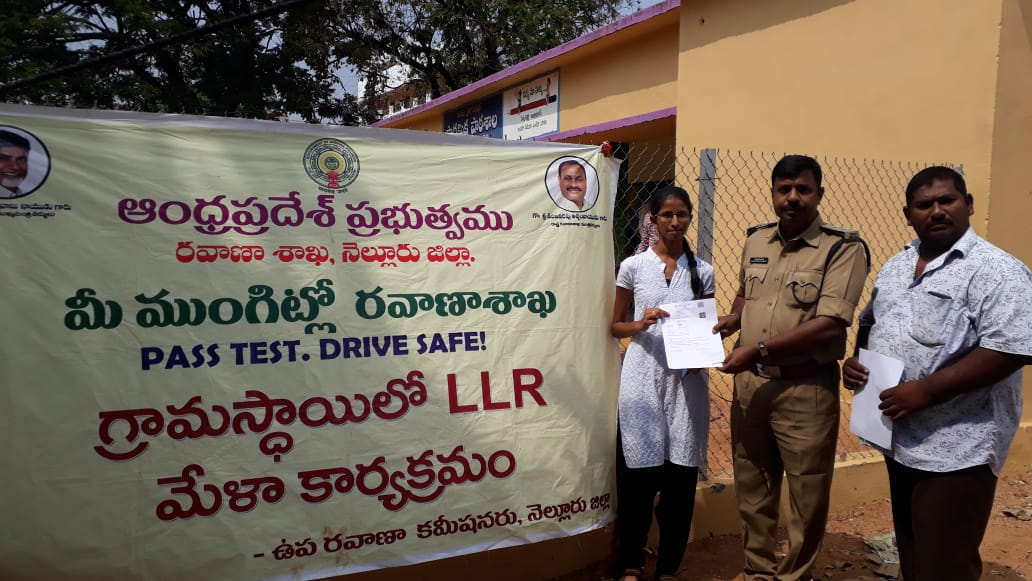 ఆంధ్రప్రదేశ్ ప్రభుత్వము
రవాణా శాఖ, నెల్లూరు జిల్లా.
మీ ముంగిట్లో రవాణాశాఖ
PASS TEST. DRIVE SAFE!
గ్రామస్ధాయిలో LLR
మేళా కార్యక్రమం
- ఉప రవాణా కమీషనరు, నెల్లూరు జిల్లా